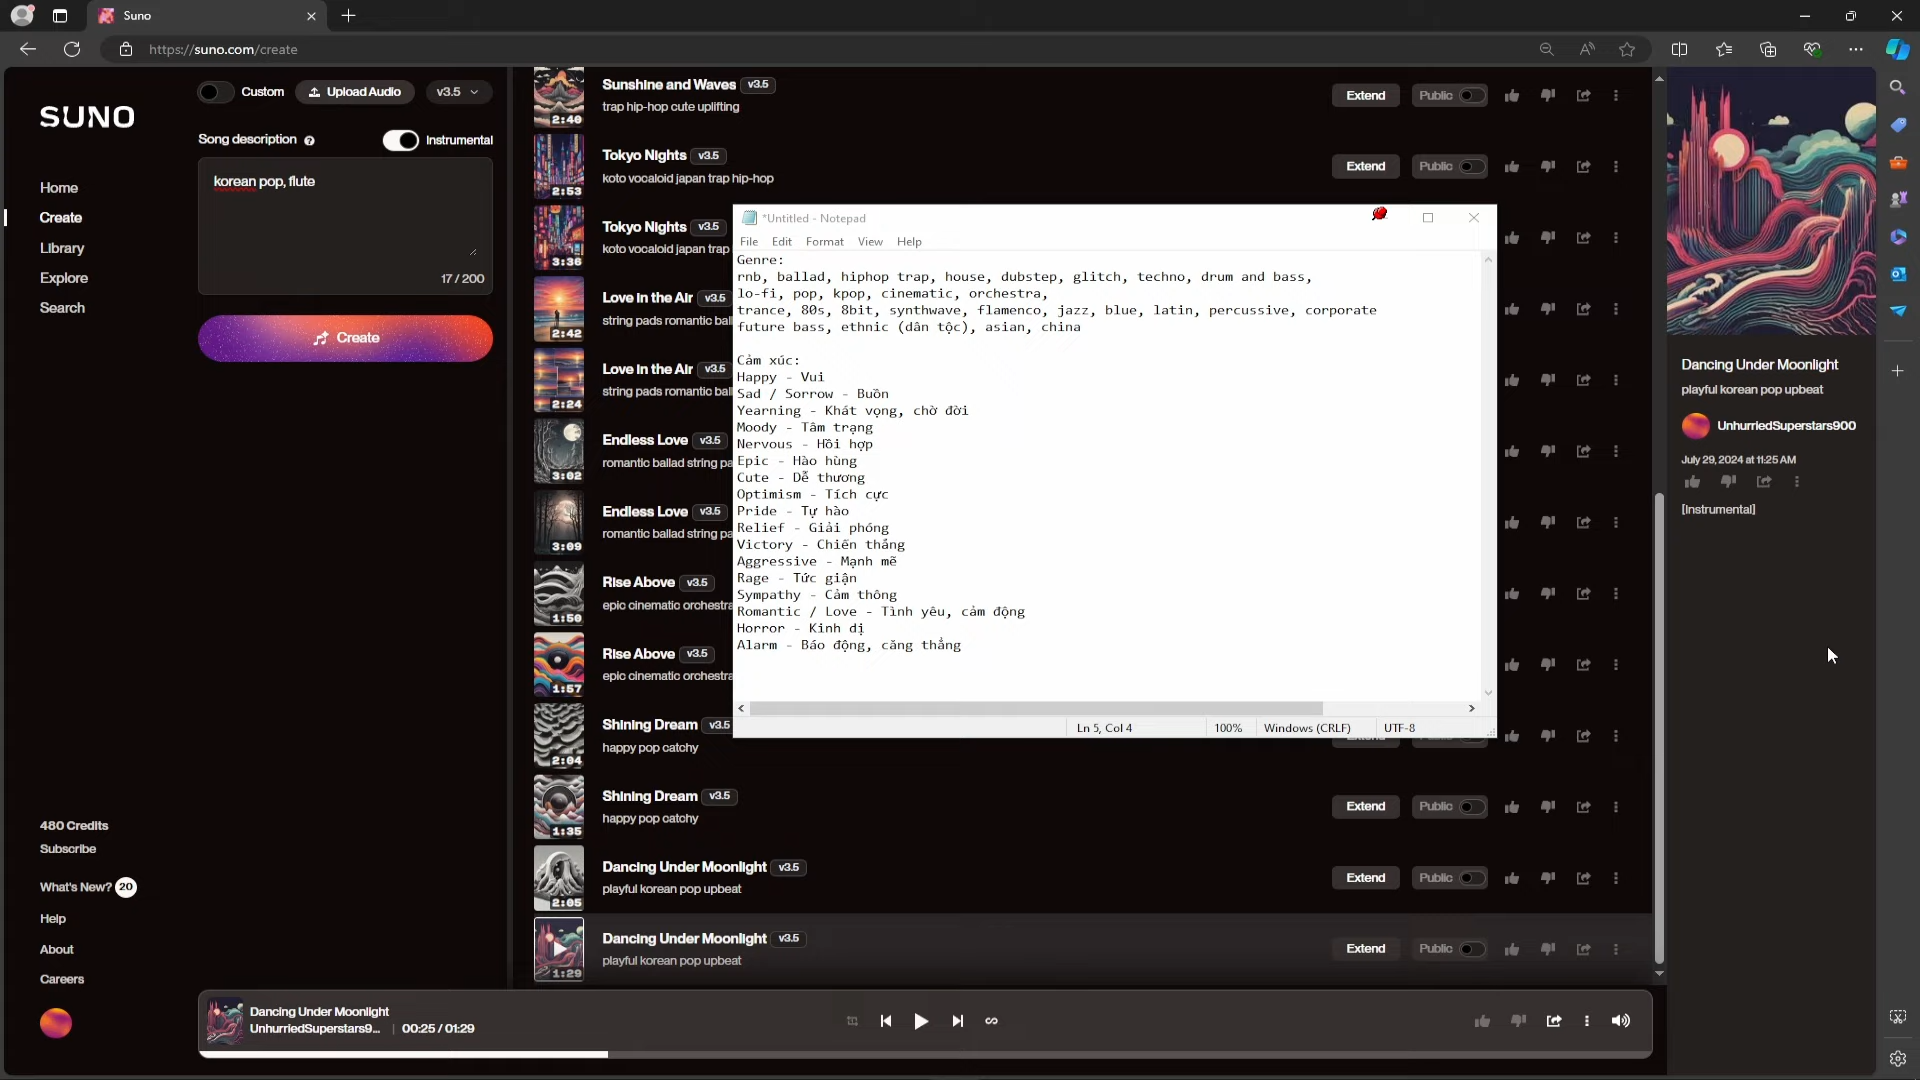 Suno
https://suno.com/create
SUNO
Home
Create
Library
Explore
Search
480 Credits
Subscribe
What's New? 20
Help
About
Careers
Custom
Upload Audio
v3.5
Song description
Instrumental
korean pop, flute
17 / 200
Create
2:40
Sunshine and Waves v3.5
trap hip-hop cute uplifting
Extend
Public
2:53
Tokyo Nights v3.5
koto vocaloid japan trap hip-hop
Extend
Public
3:36
Tokyo Nights v3.5
koto vocaloid japan trap
2:42
Love in the Air v3.5
string pads romantic bal
2:24
Love in the Air v3.5
string pads romantic bal
3:02
Endless Love v3.5
romantic ballad string pa
3:09
Endless Love v3.5
romantic ballad string pa
1:50
Rise Above v3.5
epic cinematic orchestra
1:57
Rise Above v3.5
epic cinematic orchestra
2:04
Shining Dream v3.5
happy pop catchy
1:35
Shining Dream v3.5
happy pop catchy
Extend
Public
2:05
Dancing Under Moonlight v3.5
playful korean pop upbeat
Extend
Public
1:29
Dancing Under Moonlight v3.5
playful korean pop upbeat
Extend
Public
*Untitled - Notepad
File Edit Format View Help
Genre:
rnb, ballad, hiphop trap, house, dubstep, glitch, techno, drum and bass,
lo-fi, pop, kpop, cinematic, orchestra,
trance, 80s, 8bit, synthwave, flamenco, jazz, blue, latin, percussive, corporate
future bass, ethnic (dân tộc), asian, china
Cảm xúc:
Happy - Vui
Sad / Sorrow - Buồn
Yearning - Khát vọng, chờ đời
Moody - Tâm trạng
Nervous - Hồi hợp
Epic - Hào hùng
Cute - Dễ thương
Optimism - Tích cực
Pride - Tự hào
Relief - Giải phóng
Victory - Chiến thắng
Aggressive - Mạnh mẽ
Rage - Tức giận
Sympathy - Cảm thông
Romantic / Love - Tình yêu, cảm động
Horror - Kinh dị
Alarm - Báo động, căng thẳng
Ln 5, Col 4
100%
Windows (CRLF)
UTF-8
Dancing Under Moonlight
playful korean pop upbeat
UnhurriedSuperstars900
July 29, 2024 at 11:25 AM
[Instrumental]
Dancing Under Moonlight
UnhurriedSuperstars9... 00:25 / 01:29